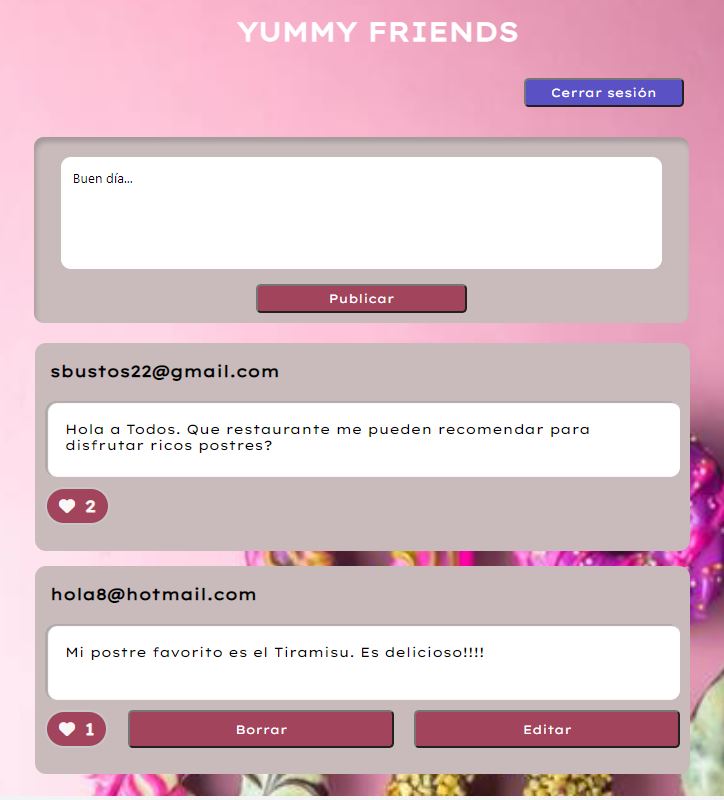 YUMMY FRIENDS
Cerrar sesión
Buen día...
Publicar
sbustos22@gmail.com
Hola a Todos. Que restaurante me pueden recomendar para
disfrutar ricos postres?
2
hola8@hotmail.com
Mi postre favorito es el Tiramisu. Es delicioso!!!!
1 Borrar Editar